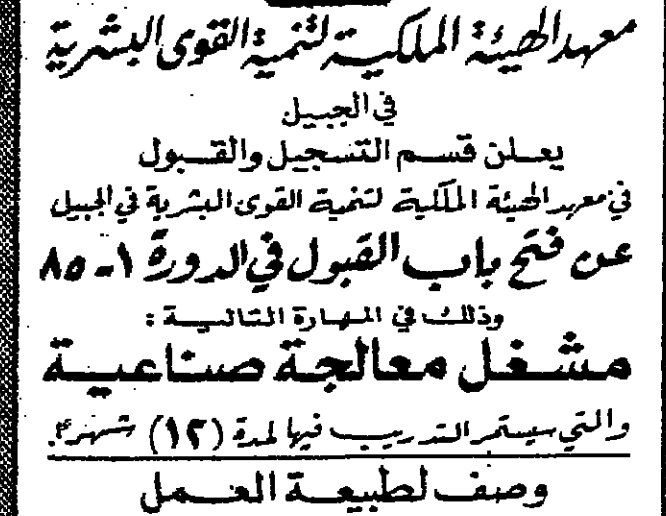 معهد الهيئة الملكية لتنمية القوى البشرية
في الجبيل
يعلن قسم التسجيل والقبول
في معهد الهيئة الملكية لتنمية القوى البشرية في الجبيل
عن فتح باب القبول في الدورة ١ - ٨٥
وذلك في المهارة التالية :
مشغل معالجة صناعية
والتي سيستمر التدريب فيها لمدة (١٢) شهراً.
وصف لطبيعة العمل